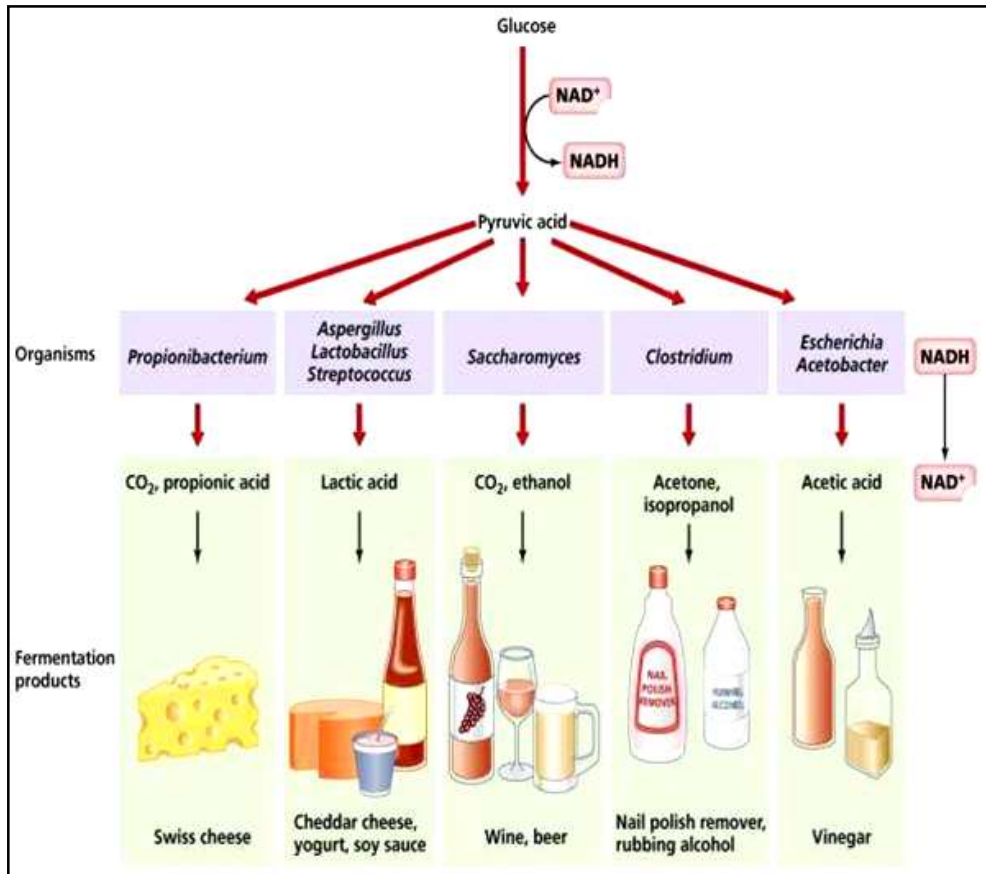 Glucose
NAD⁺
NADH
Pyruvic acid
Organisms
Propionibacterium
Aspergillus
Lactobacillus
Streptococcus
Saccharomyces
Clostridium
Escherichia
Acetobacter
NADH
NAD⁺
CO₂, propionic acid
Lactic acid
CO₂, ethanol
Acetone,
isopropanol
Acetic acid
Fermentation
products
NAIL
POLISH
REMOVER
ALCOHOL
Swiss cheese
Cheddar cheese,
yogurt, soy sauce
Wine, beer
Nail polish remover,
rubbing alcohol
Vinegar